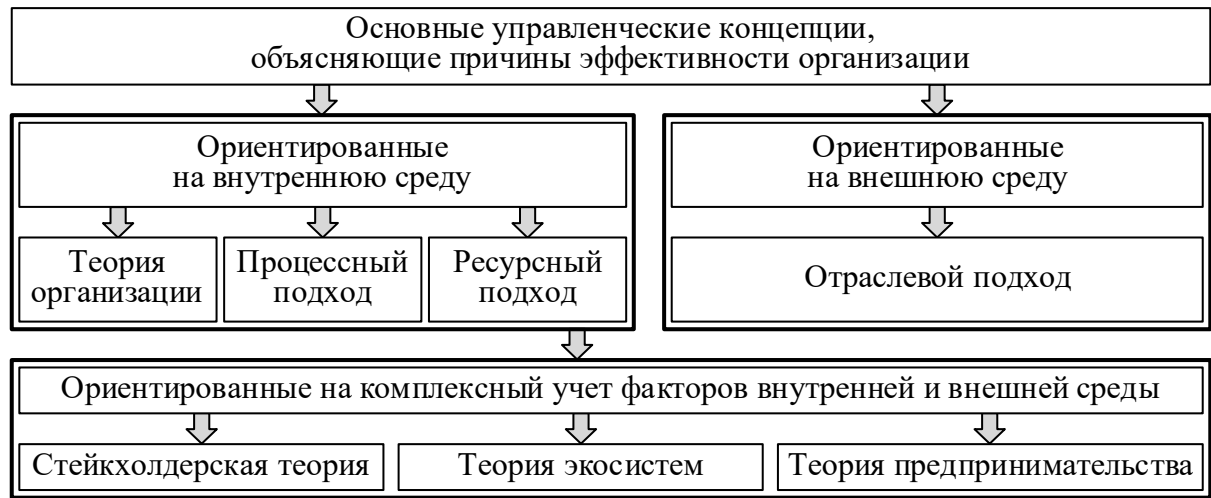 Основные управленческие концепции,
объясняющие причины эффективности организации
Ориентированные
на внутреннюю среду
Теория
организации
Процессный
подход
Ресурсный
подход
Ориентированные
на внешнюю среду
Отраслевой подход
Ориентированные на комплексный учет факторов внутренней и внешней среды
Стейкхолдерская теория
Теория экосистем
Теория предпринимательства